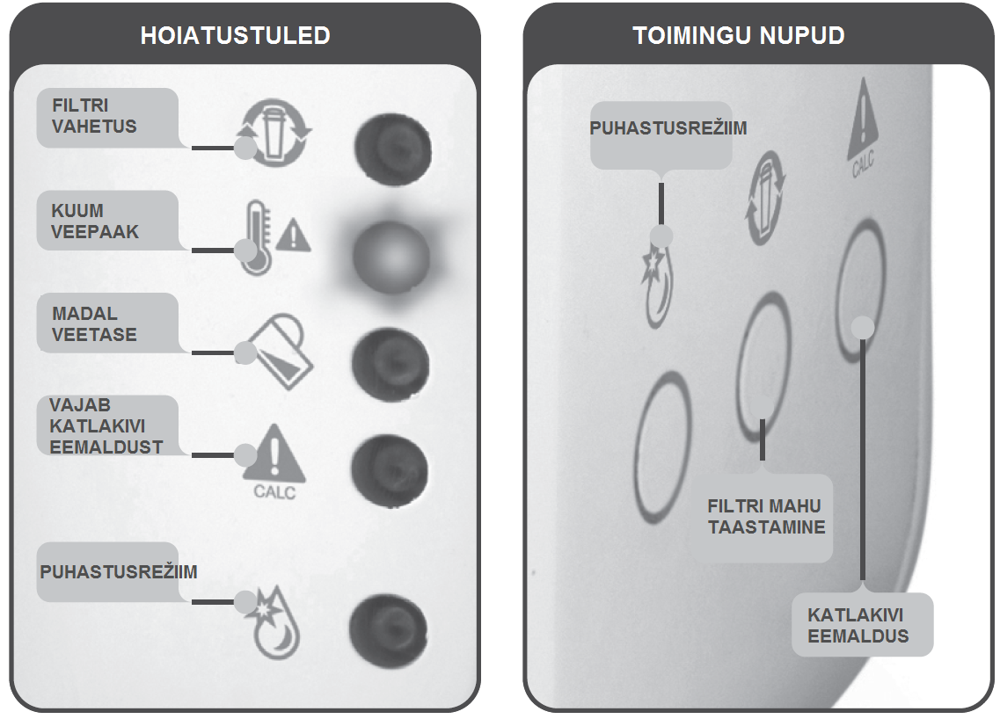 HOIATUSTULED
FILTRI
VAHETUS
KUUM
VEEPAAK
MADAL
VEETASE
VAJAB
KATLAKIVI
EEMALDUST
CALC
PUHASTUSREŽIIM
TOIMINGU NUPUD
PUHASTUSREŽIIM
CALC
FILTRI MAHU
TAASTAMINE
KATLAKIVI
EEMALDUS